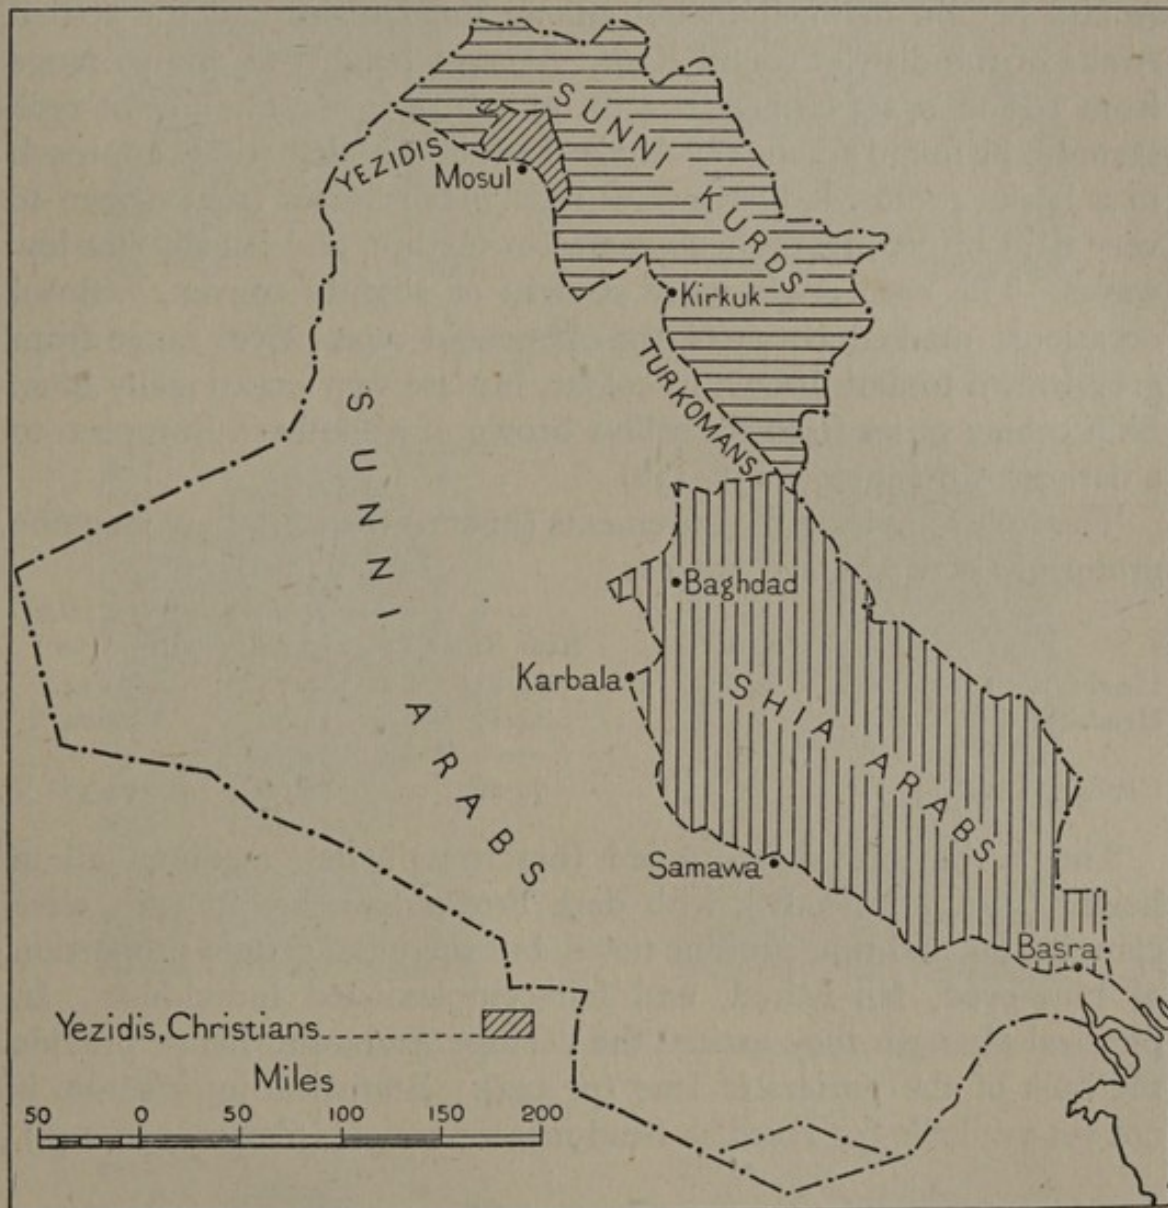 SUNNI KURDS
YEZIDIS
Mosul
Kirkuk
TURKOMANS
SUNNI ARABS
Baghdad
Karbala
SHIA ARABS
Samawa
Basra
Yezidis, Christians
Miles
50 0 50 100 150 200